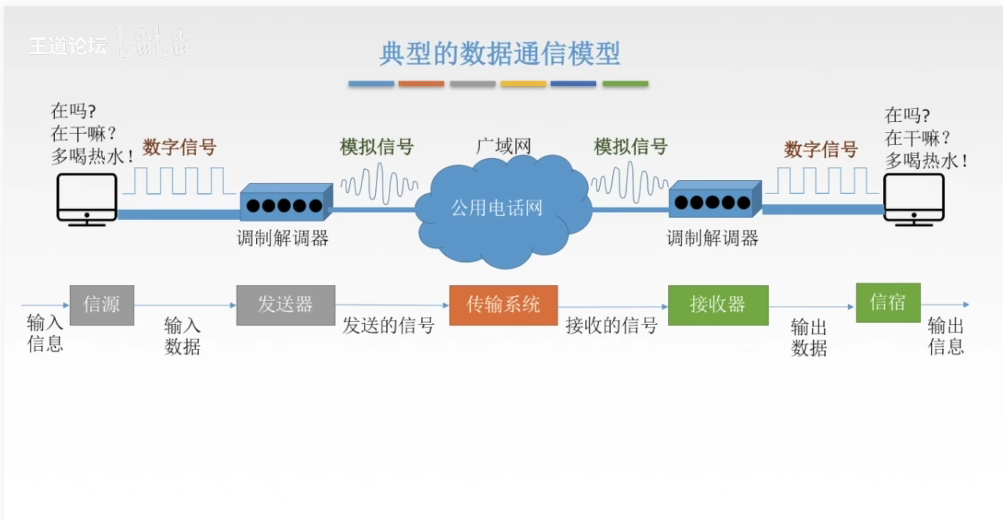 王道论坛
典型的数据通信模型
在吗?
在干嘛?
多喝热水!
数字信号
模拟信号
广域网
模拟信号
数字信号
在吗?
在干嘛?
多喝热水!
公用电话网
调制解调器
调制解调器
信源
发送器
传输系统
接收器
信宿
输入
信息
输入
数据
发送的信号
接收的信号
输出
数据
输出
信息